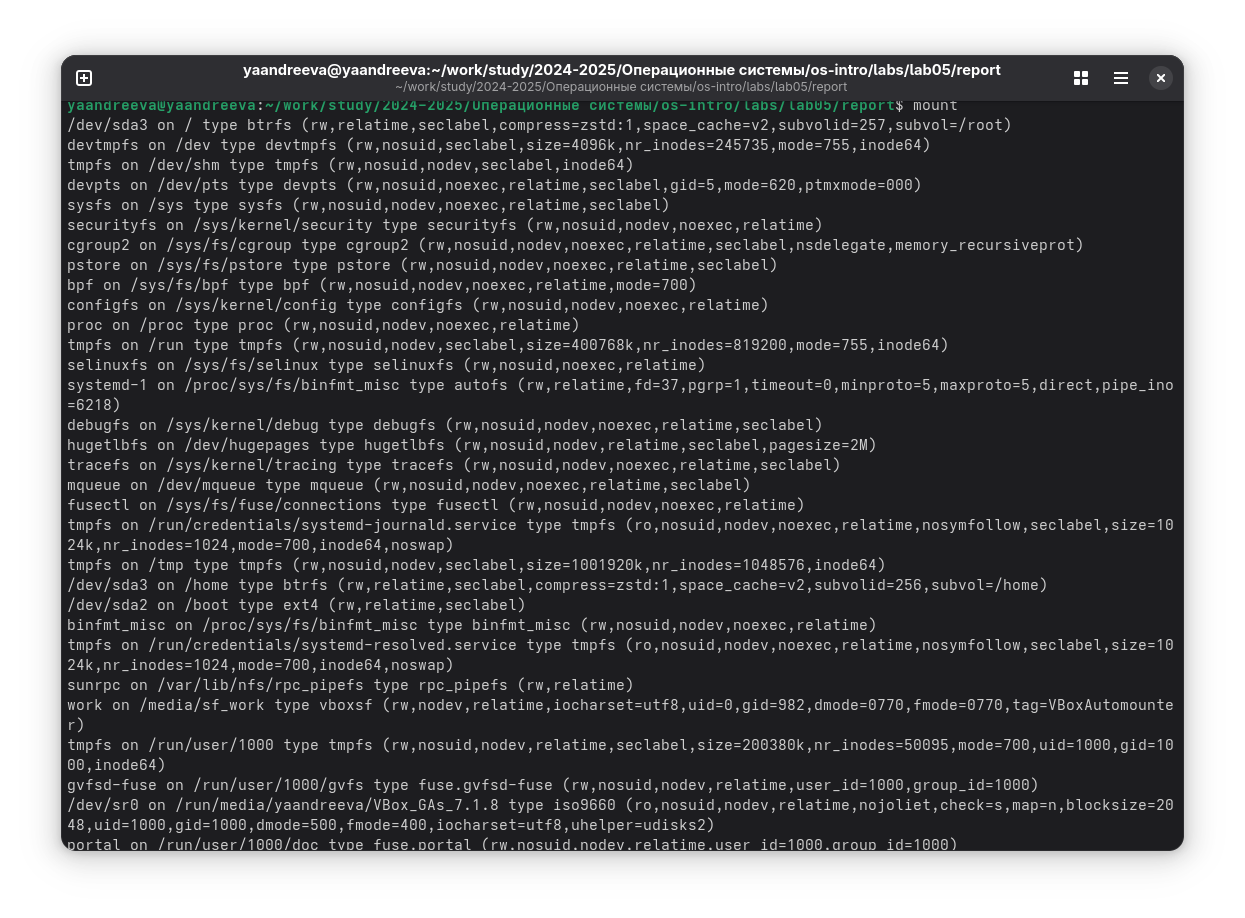 yaandreeva@yaandreeva:~/work/study/2024-2025/Операционные системы/os-intro/labs/lab05/report
~/work/study/2024-2025/Операционные системы/os-intro/labs/lab05/report
yaandreeva@yaandreeva:~/work/study/2024-2025/Операционные системы/os-intro/labs/lab05/report$ mount
/dev/sda3 on / type btrfs (rw,relatime,seclabel,compress=zstd:1,space_cache=v2,subvolid=257,subvol=/root)
devtmpfs on /dev type devtmpfs (rw,nosuid,seclabel,size=4096k,nr_inodes=245735,mode=755,inode64)
tmpfs on /dev/shm type tmpfs (rw,nosuid,nodev,seclabel,inode64)
devpts on /dev/pts type devpts (rw,nosuid,noexec,relatime,seclabel,gid=5,mode=620,ptmxmode=000)
sysfs on /sys type sysfs (rw,nosuid,nodev,noexec,relatime,seclabel)
securityfs on /sys/kernel/security type securityfs (rw,nosuid,nodev,noexec,relatime)
cgroup2 on /sys/fs/cgroup type cgroup2 (rw,nosuid,nodev,noexec,relatime,seclabel,nsdelegate,memory_recursiveprot)
pstore on /sys/fs/pstore type pstore (rw,nosuid,nodev,noexec,relatime,seclabel)
bpf on /sys/fs/bpf type bpf (rw,nosuid,nodev,noexec,relatime,mode=700)
configfs on /sys/kernel/config type configfs (rw,nosuid,nodev,noexec,relatime)
proc on /proc type proc (rw,nosuid,nodev,noexec,relatime)
tmpfs on /run type tmpfs (rw,nosuid,nodev,seclabel,size=400768k,nr_inodes=819200,mode=755,inode64)
selinuxfs on /sys/fs/selinux type selinuxfs (rw,nosuid,noexec,relatime)
systemd-1 on /proc/sys/fs/binfmt_misc type autofs (rw,relatime,fd=37,pgrp=1,timeout=0,minproto=5,maxproto=5,direct,pipe_ino
=6218)
debugfs on /sys/kernel/debug type debugfs (rw,nosuid,nodev,noexec,relatime,seclabel)
hugetlbfs on /dev/hugepages type hugetlbfs (rw,nosuid,nodev,relatime,seclabel,pagesize=2M)
tracefs on /sys/kernel/tracing type tracefs (rw,nosuid,nodev,noexec,relatime,seclabel)
mqueue on /dev/mqueue type mqueue (rw,nosuid,nodev,noexec,relatime,seclabel)
fusectl on /sys/fs/fuse/connections type fusectl (rw,nosuid,nodev,noexec,relatime)
tmpfs on /run/credentials/systemd-journald.service type tmpfs (ro,nosuid,nodev,noexec,relatime,nosymfollow,seclabel,size=10
24k,nr_inodes=1024,mode=700,inode64,noswap)
tmpfs on /tmp type tmpfs (rw,nosuid,nodev,seclabel,size=1001920k,nr_inodes=1048576,inode64)
/dev/sda3 on /home type btrfs (rw,relatime,seclabel,compress=zstd:1,space_cache=v2,subvolid=256,subvol=/home)
/dev/sda2 on /boot type ext4 (rw,relatime,seclabel)
binfmt_misc on /proc/sys/fs/binfmt_misc type binfmt_misc (rw,nosuid,nodev,noexec,relatime)
tmpfs on /run/credentials/systemd-resolved.service type tmpfs (ro,nosuid,nodev,noexec,relatime,nosymfollow,seclabel,size=10
24k,nr_inodes=1024,mode=700,inode64,noswap)
sunrpc on /var/lib/nfs/rpc_pipefs type rpc_pipefs (rw,relatime)
work on /media/sf_work type vboxsf (rw,nodev,relatime,iocharset=utf8,uid=0,gid=982,dmode=0770,fmode=0770,tag=VBoxAutomounte
r)
tmpfs on /run/user/1000 type tmpfs (rw,nosuid,nodev,relatime,seclabel,size=200380k,nr_inodes=50095,mode=700,uid=1000,gid=10
00,inode64)
gvfsd-fuse on /run/user/1000/gvfs type fuse.gvfsd-fuse (rw,nosuid,nodev,relatime,user_id=1000,group_id=1000)
/dev/sr0 on /run/media/yaandreeva/VBox_GAs_7.1.8 type iso9660 (ro,nosuid,nodev,relatime,nojoliet,check=s,map=n,blocksize=20
48,uid=1000,gid=1000,dmode=500,fmode=400,iocharset=utf8,uhelper=udisks2)
portal on /run/user/1000/doc type fuse.portal (rw,nosuid,nodev,relatime,user_id=1000,group_id=1000)